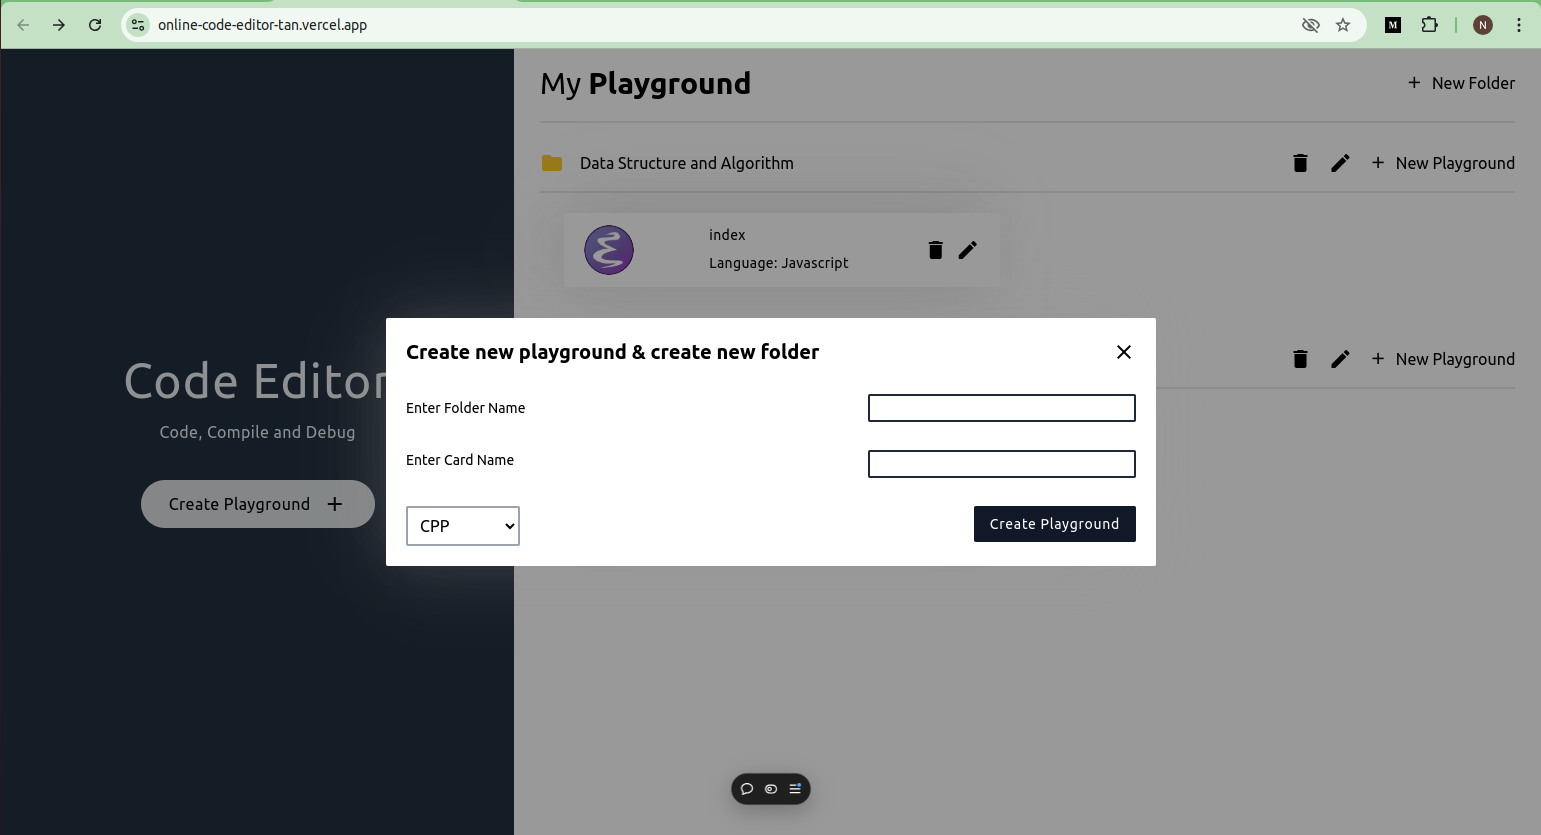 online-code-editor-tan.vercel.app
M
N
My Playground
New Folder
Data Structure and Algorithm
New Playground
index
Language: Javascript
New Playground
Code Editor
Code, Compile and Debug
Create Playground
Create new playground & create new folder
Enter Folder Name
Enter Card Name
CPP
Create Playground